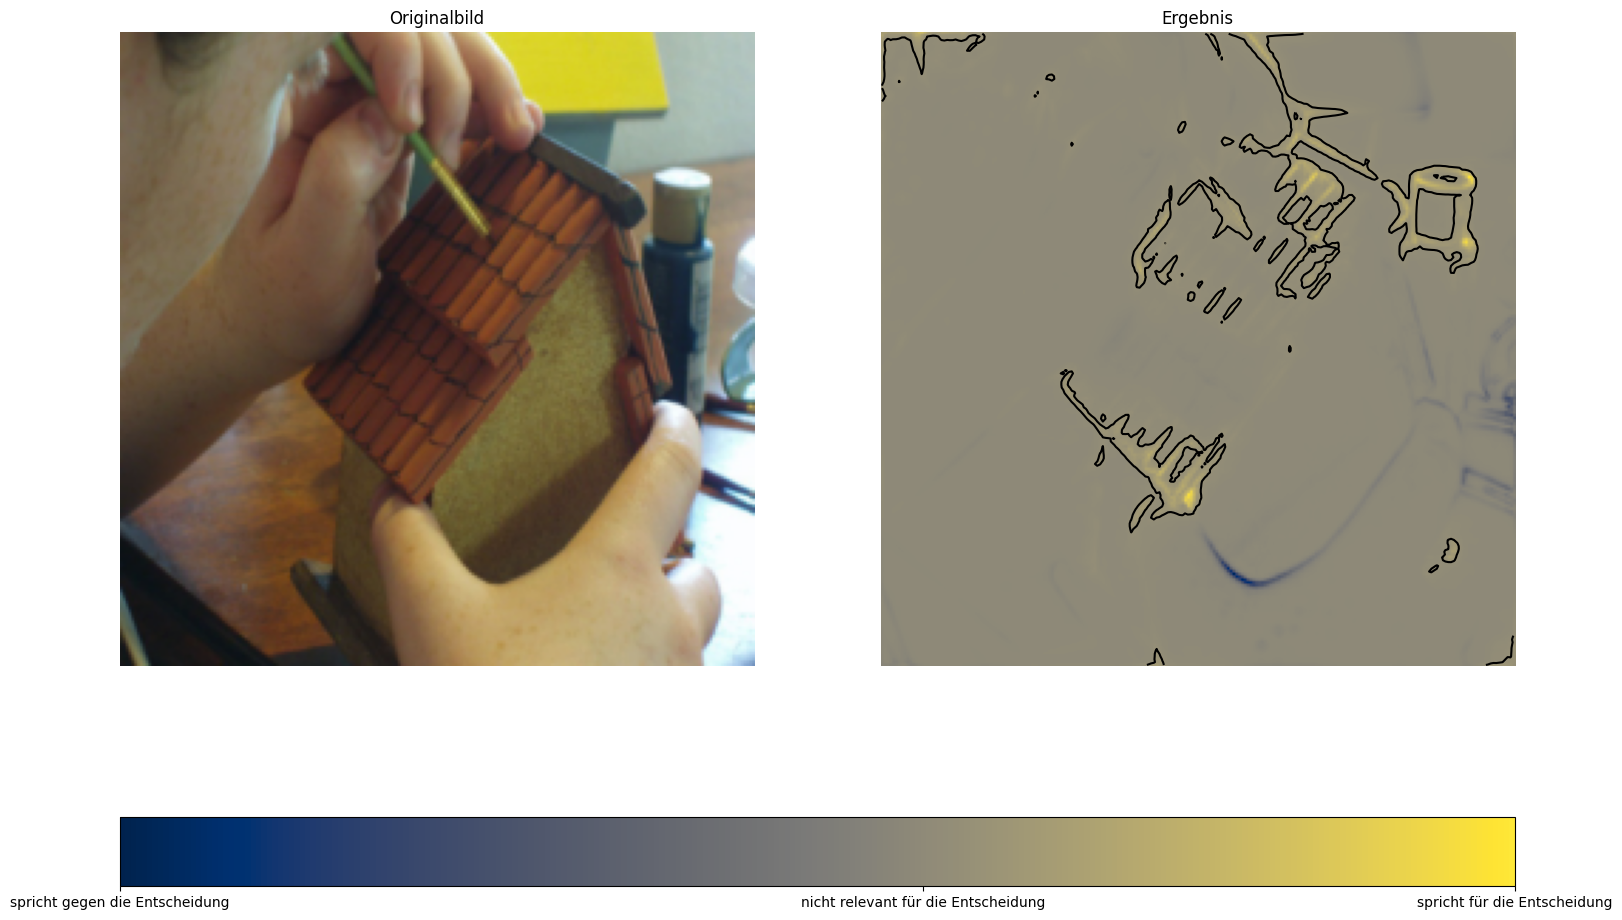 Originalbild
Ergebnis
spricht gegen die Entscheidung
nicht relevant für die Entscheidung
spricht für die Entscheidung